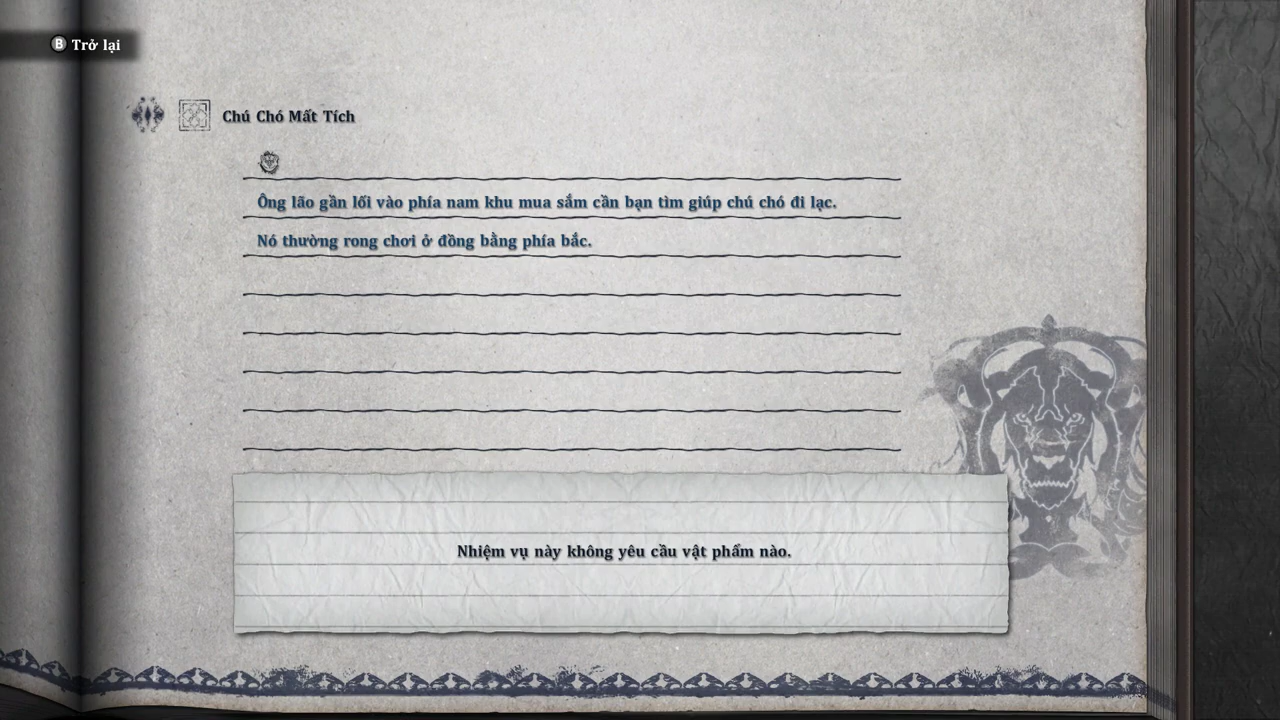 B Trở lại
Chú Chó Mất Tích
Ông lão gần lối vào phía nam khu mua sắm cần bạn tìm giúp chú chó đi lạc.
Nó thường rong chơi ở đồng bằng phía bắc.
Nhiệm vụ này không yêu cầu vật phẩm nào.